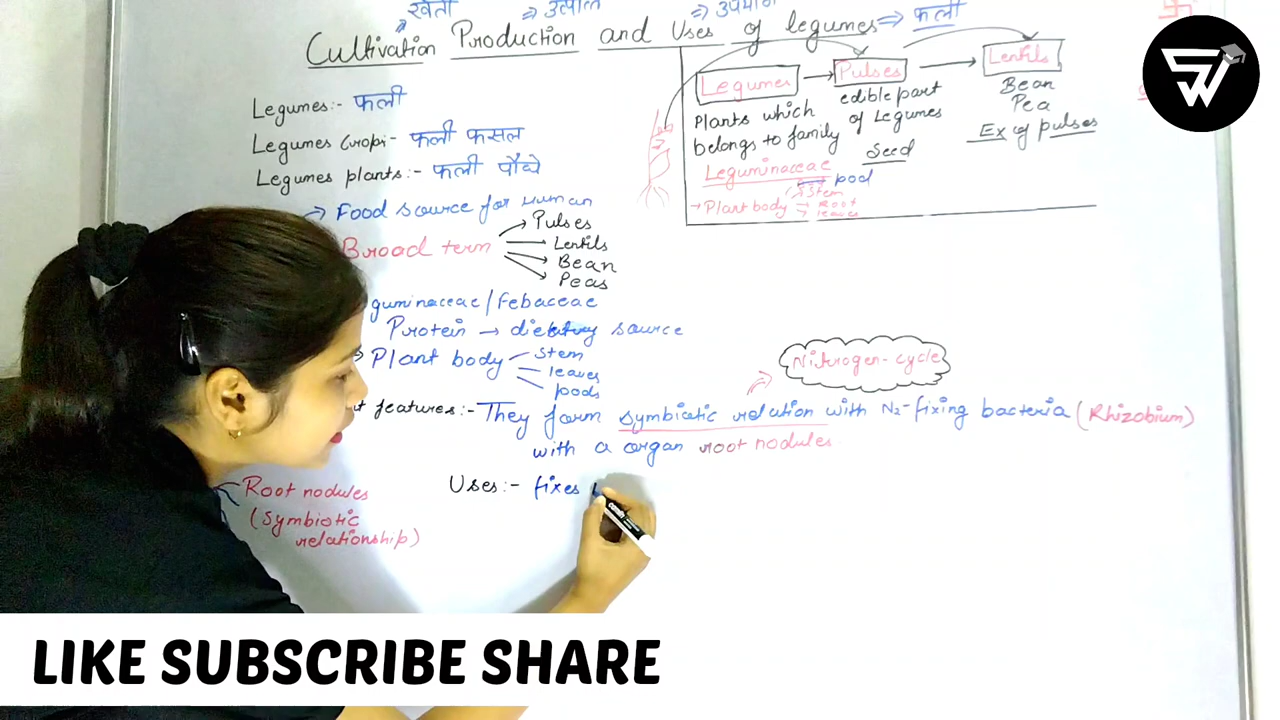 खेती ⇒ उत्पादन ⇒ उपयोग
Cultivation Production and Uses of legumes ⇒ फली
Legumes:- फली
Legumes crop:- फली फसल
Legumes plants:- फली पौधे
→ Food source for Human
Broad term → Pulses
→ Lentils
→ Bean
→ Peas
guminaceae / Febaceae
Protein → dietary source
→ Plant body - Stem
- leaves
- poods
t features:- They form symbiotic relation with N2-fixing bacteria (Rhizobium)
with a organ root nodules
Nitrogen-cycle
Uses:- fixes
Root nodules
(Symbiotic
relationship)
Legumes → Pulses → Lentils
Plants which
belongs to family
Leguminaceae
→ Plant body → pod
→ Stem
→ Root
→ leaves
edible part
of Legumes
Seed
Bean
Pea
Ex of pulses
SW
LIKE SUBSCRIBE SHARE